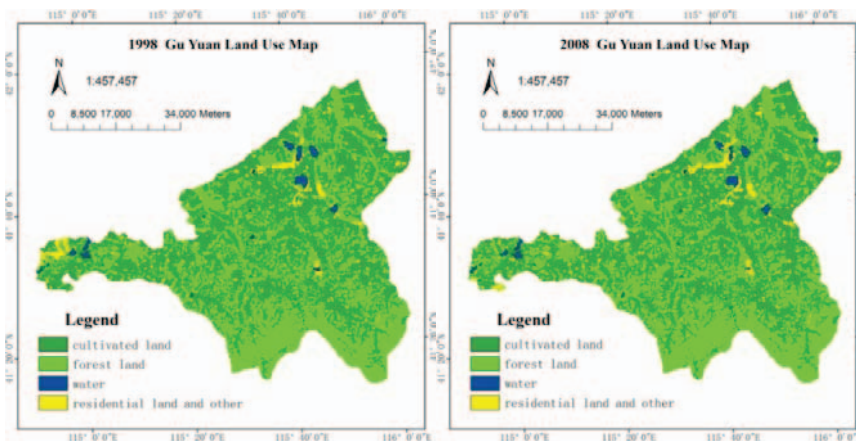 115° 0′0″E 115° 20′0″E 115° 40′0″E 116° 0′0″E
1998 Gu Yuan Land Use Map
N
1:457,457
0 8,500 17,000 34,000 Meters
Legend
cultivated land
forest land
water
residential land and other
115° 0′0″E 115° 20′0″E 115° 40′0″E 116° 0′0″E
115° 0′0″E 115° 20′0″E 115° 40′0″E 116° 0′0″E
2008 Gu Yuan Land Use Map
N
1:457,457
0 8,500 17,000 34,000 Meters
Legend
cultivated land
forest land
water
residential land and other
115° 0′0″E 115° 20′0″E 115° 40′0″E 116° 0′0″E